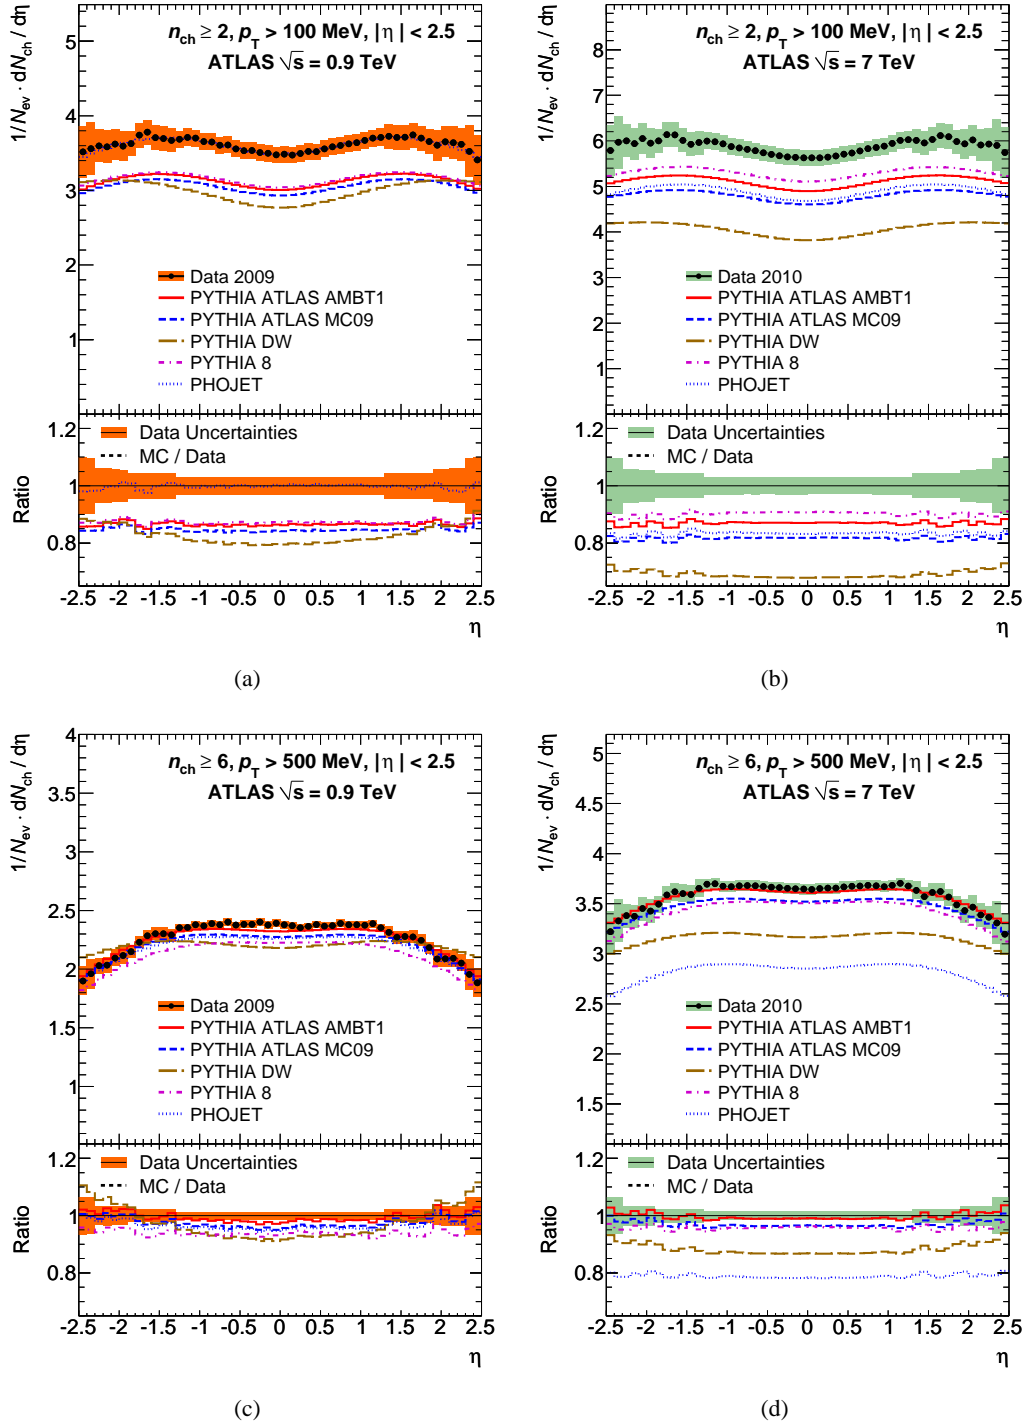 n_ch ≥ 2, p_T > 100 MeV, |η| < 2.5
ATLAS √s = 0.9 TeV
1/N_ev · dN_ch / dη
5
4
3
2
1
Data 2009
PYTHIA ATLAS AMBT1
PYTHIA ATLAS MC09
PYTHIA DW
PYTHIA 8
PHOJET
Ratio
1.2
1
0.8
Data Uncertainties
MC / Data
-2.5 -2 -1.5 -1 -0.5 0 0.5 1 1.5 2 2.5
η
(a)
n_ch ≥ 2, p_T > 100 MeV, |η| < 2.5
ATLAS √s = 7 TeV
1/N_ev · dN_ch / dη
8
7
6
5
4
3
2
1
Data 2010
PYTHIA ATLAS AMBT1
PYTHIA ATLAS MC09
PYTHIA DW
PYTHIA 8
PHOJET
Ratio
1.2
1
0.8
Data Uncertainties
MC / Data
-2.5 -2 -1.5 -1 -0.5 0 0.5 1 1.5 2 2.5
η
(b)
n_ch ≥ 6, p_T > 500 MeV, |η| < 2.5
ATLAS √s = 0.9 TeV
1/N_ev · dN_ch / dη
4
3.5
3
2.5
2
1.5
1
Data 2009
PYTHIA ATLAS AMBT1
PYTHIA ATLAS MC09
PYTHIA DW
PYTHIA 8
PHOJET
Ratio
1.2
1
0.8
Data Uncertainties
MC / Data
-2.5 -2 -1.5 -1 -0.5 0 0.5 1 1.5 2 2.5
η
(c)
n_ch ≥ 6, p_T > 500 MeV, |η| < 2.5
ATLAS √s = 7 TeV
1/N_ev · dN_ch / dη
5
4.5
4
3.5
3
2.5
2
1.5
Data 2010
PYTHIA ATLAS AMBT1
PYTHIA ATLAS MC09
PYTHIA DW
PYTHIA 8
PHOJET
Ratio
1.2
1
0.8
Data Uncertainties
MC / Data
-2.5 -2 -1.5 -1 -0.5 0 0.5 1 1.5 2 2.5
η
(d)